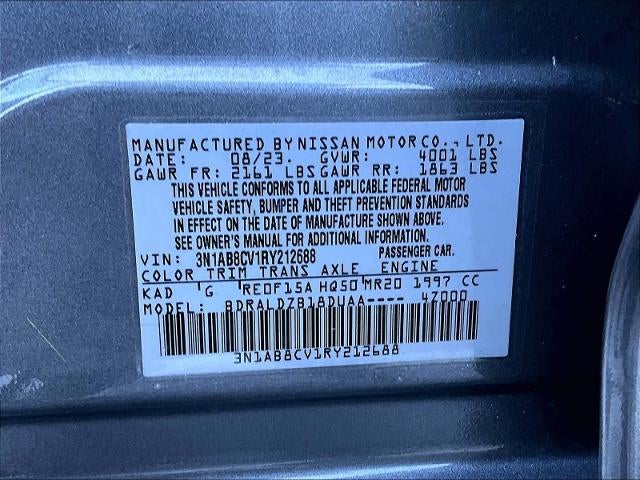 MANUFACTURED BY NISSAN MOTOR CO., LTD.
DATE: 08/23. GVWR: 4001 LBS
GAWR FR: 2161 LBS GAWR RR: 1863 LBS
THIS VEHICLE CONFORMS TO ALL APPLICABLE FEDERAL MOTOR
VEHICLE SAFETY, BUMPER AND THEFT PREVENTION STANDARDS
IN EFFECT ON THE DATE OF MANUFACTURE SHOWN ABOVE.
SEE OWNER'S MANUAL FOR ADDITIONAL INFORMATION.
VIN: 3N1AB8CV1RY212688 PASSENGER CAR.
COLOR TRIM TRANS AXLE ENGINE
KAD G RE0F15A HQ50 MR20 1997 CC
MODEL: BDRALDZB18DUAA---- 4Z000
3N1AB8CV1RY212688